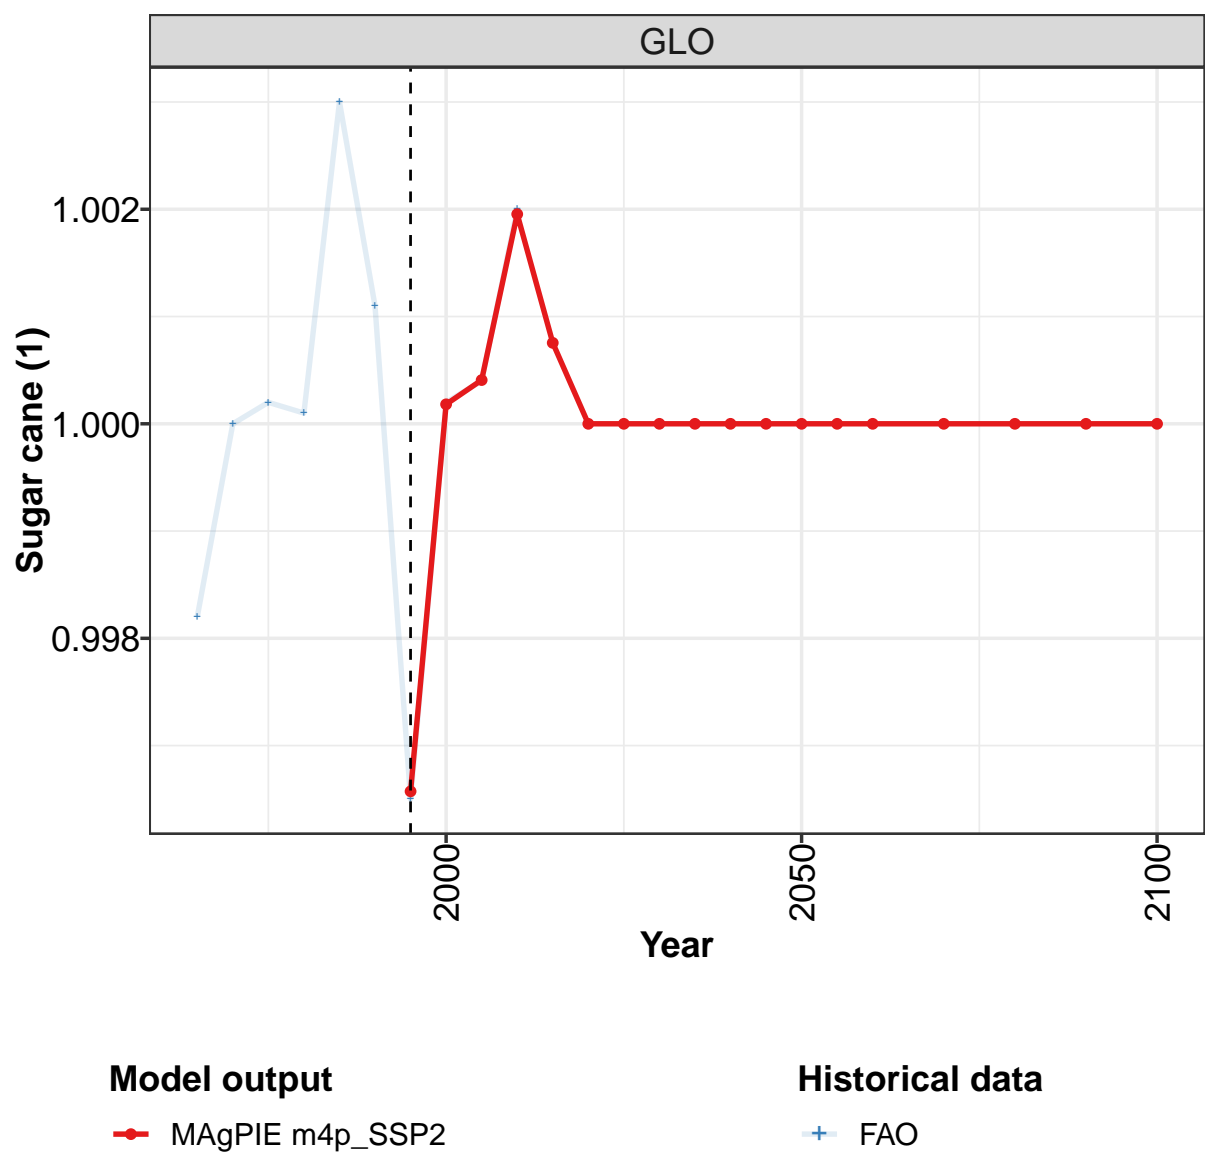 GLO
1.002
1.000
0.998
Sugar cane (1)
2000
2050
2100
Year
Model output
MAgPIE m4p_SSP2
Historical data
FAO